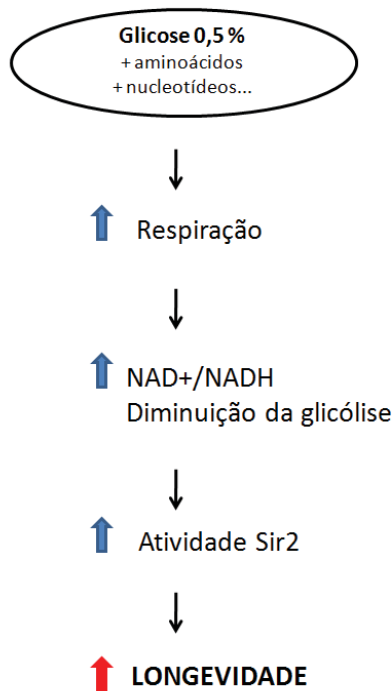 Glicose 0,5 %
+ aminoácidos
+ nucleotídeos...
Respiração
NAD+/NADH
Diminuição da glicólise
Atividade Sir2
LONGEVIDADE